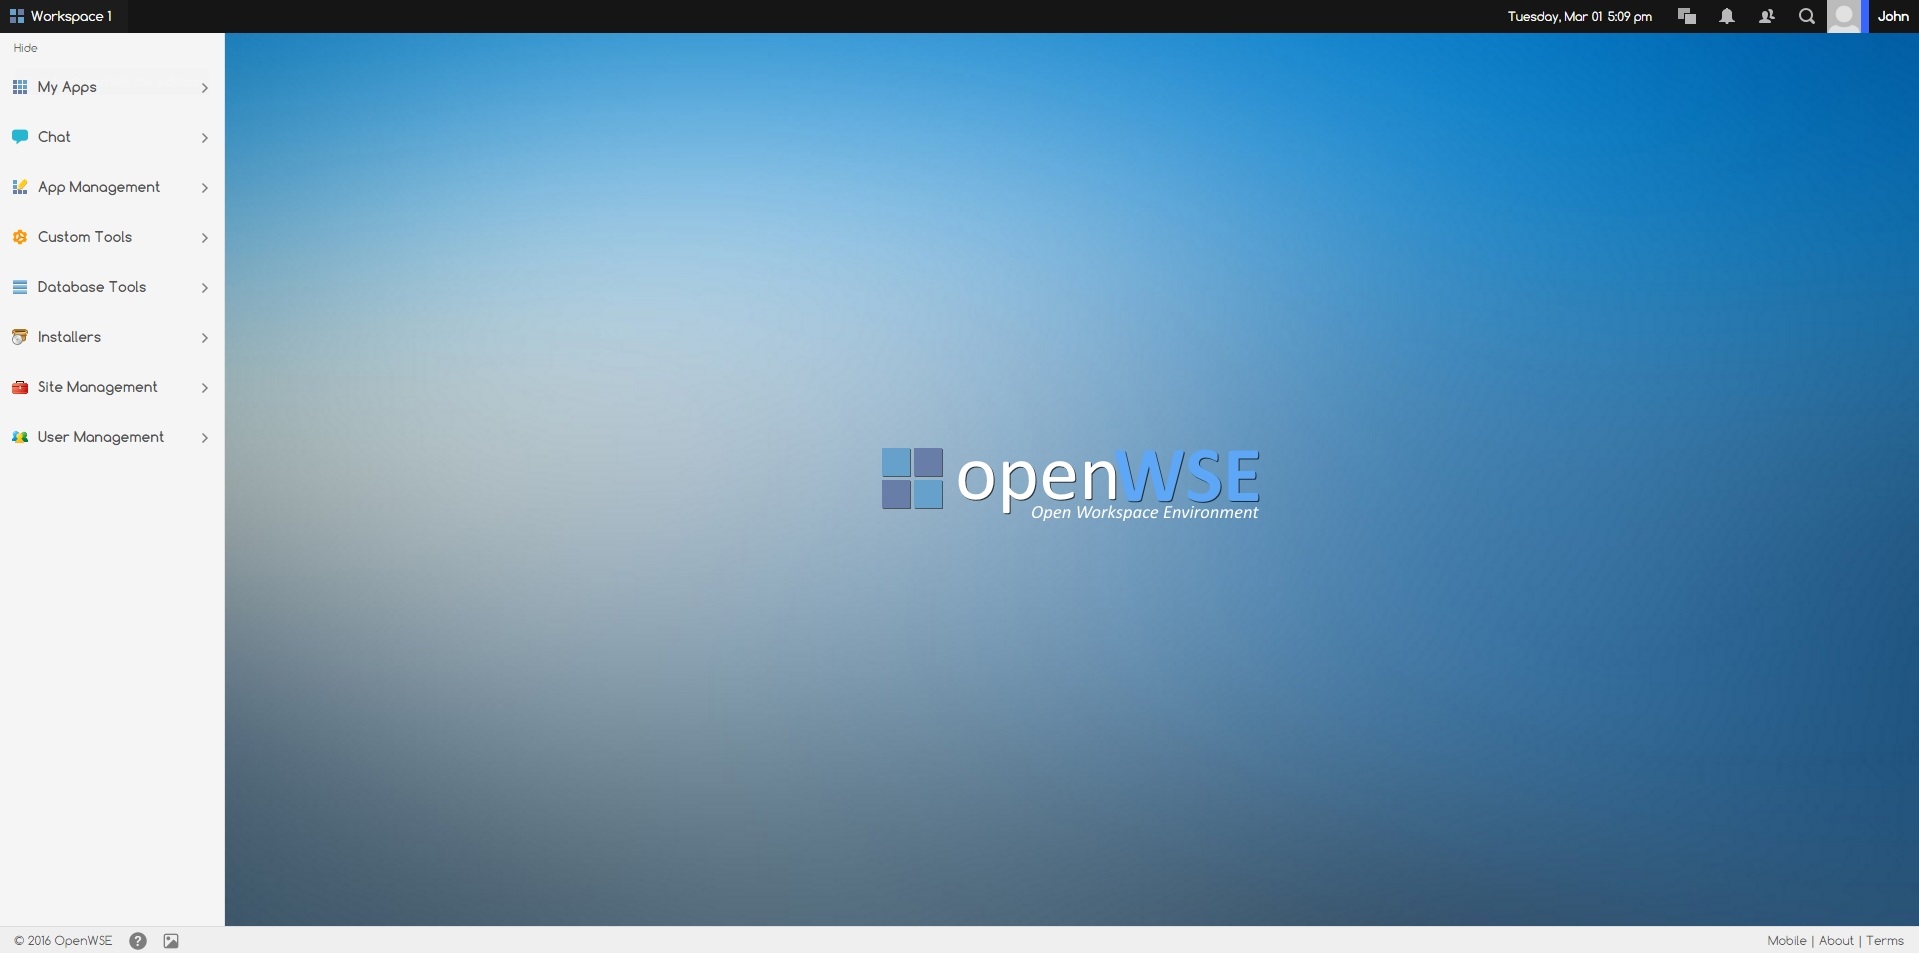 Workspace 1
Tuesday, Mar 01 5:09 pm
John
Hide
My Apps
Chat
App Management
Custom Tools
Database Tools
Installers
Site Management
User Management
openWSE
Open Workspace Environment
© 2016 OpenWSE
?
Mobile | About | Terms